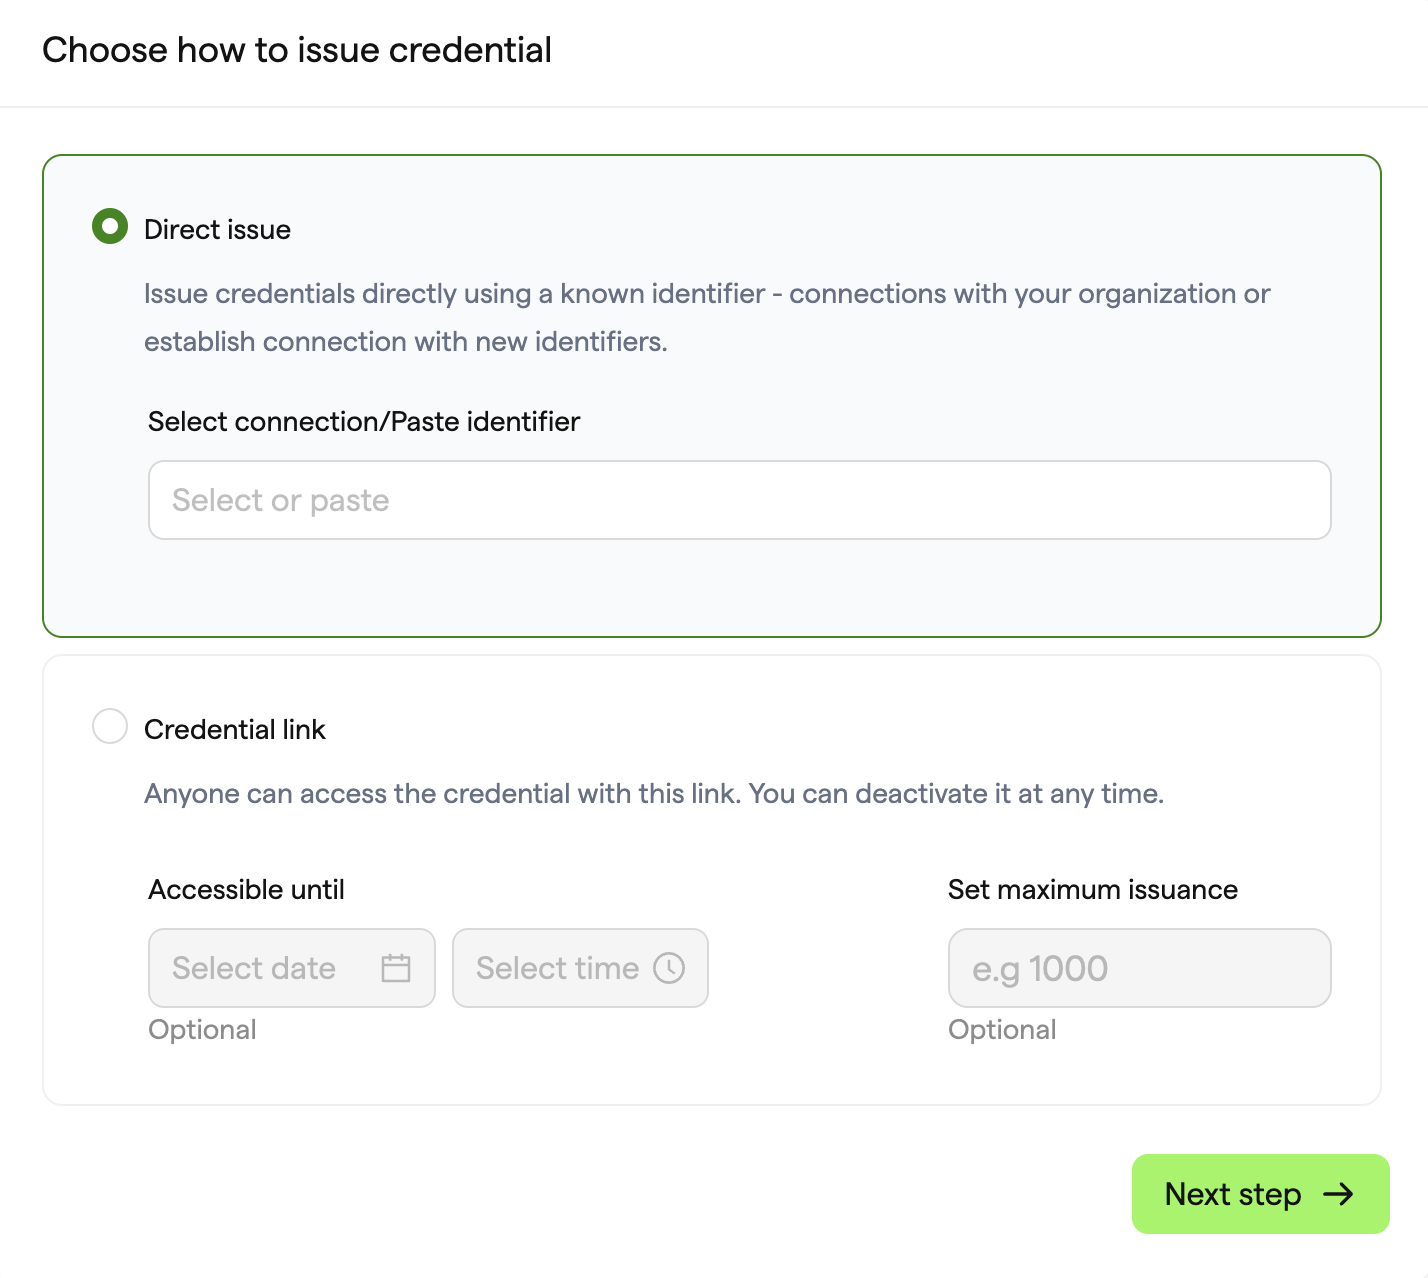 Choose how to issue credential
Direct issue
Issue credentials directly using a known identifier - connections with your organization or
establish connection with new identifiers.
Select connection/Paste identifier
Select or paste
Credential link
Anyone can access the credential with this link. You can deactivate it at any time.
Accessible until
Set maximum issuance
Select date
Select time
e.g 1000
Optional
Optional
Next step